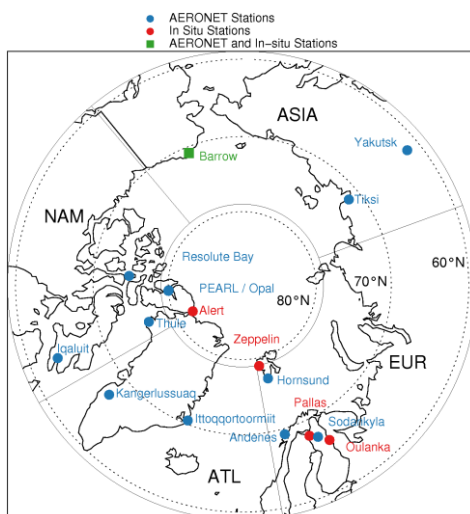 AERONET Stations
In Situ Stations
AERONET and In-situ Stations
ASIA
Yakutsk
Barrow
Tiksi
NAM
Resolute Bay
60°N
70°N
PEARL / Opal
80°N
Alert
Thule
Zeppelin
Iqaluit
EUR
Hornsund
Kangerlussuaq
Pallas
Ittoqqortoormiit
Sodankyla
Andenes
Oulanka
ATL